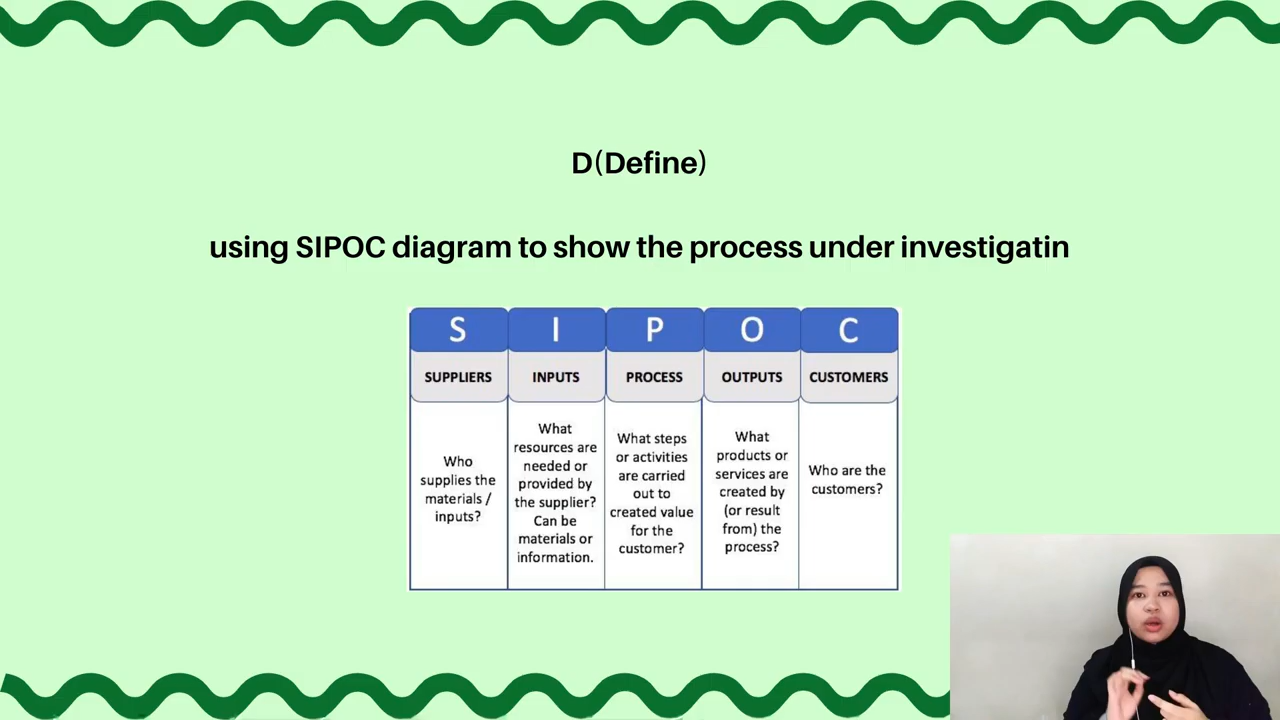 D(Define)
using SIPOC diagram to show the process under investigatin
S I P O C
SUPPLIERS INPUTS PROCESS OUTPUTS CUSTOMERS
Who
supplies the
materials /
inputs?
What
resources are
needed or
provided by
the supplier?
Can be
materials or
information.
What steps
or activities
are carried
out to
created value
for the
customer?
What
products or
services are
created by
(or result
from) the
process?
Who are the
customers?